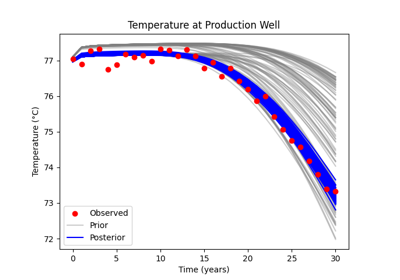 Temperature at Production Well
Temperature (°C)
77
76
75
74
73
72
Observed
Prior
Posterior
0
5
10
15
20
25
30
Time (years)